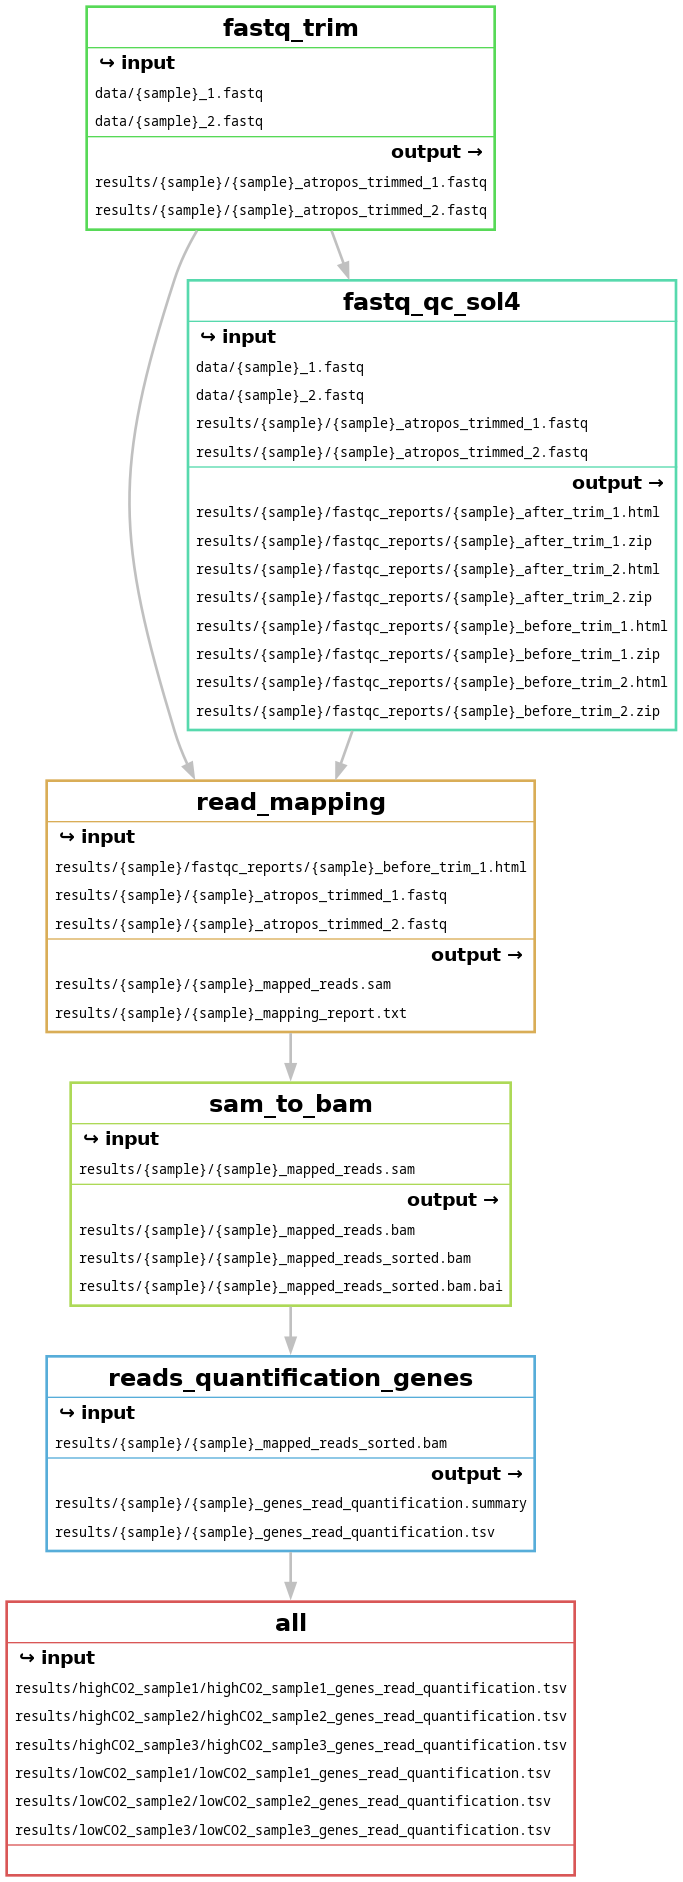 fastq_trim
↪ input
data/{sample}_1.fastq
data/{sample}_2.fastq
output →
results/{sample}/{sample}_atropos_trimmed_1.fastq
results/{sample}/{sample}_atropos_trimmed_2.fastq
fastq_qc_sol4
↪ input
data/{sample}_1.fastq
data/{sample}_2.fastq
results/{sample}/{sample}_atropos_trimmed_1.fastq
results/{sample}/{sample}_atropos_trimmed_2.fastq
output →
results/{sample}/fastqc_reports/{sample}_after_trim_1.html
results/{sample}/fastqc_reports/{sample}_after_trim_1.zip
results/{sample}/fastqc_reports/{sample}_after_trim_2.html
results/{sample}/fastqc_reports/{sample}_after_trim_2.zip
results/{sample}/fastqc_reports/{sample}_before_trim_1.html
results/{sample}/fastqc_reports/{sample}_before_trim_1.zip
results/{sample}/fastqc_reports/{sample}_before_trim_2.html
results/{sample}/fastqc_reports/{sample}_before_trim_2.zip
read_mapping
↪ input
results/{sample}/fastqc_reports/{sample}_before_trim_1.html
results/{sample}/{sample}_atropos_trimmed_1.fastq
results/{sample}/{sample}_atropos_trimmed_2.fastq
output →
results/{sample}/{sample}_mapped_reads.sam
results/{sample}/{sample}_mapping_report.txt
sam_to_bam
↪ input
results/{sample}/{sample}_mapped_reads.sam
output →
results/{sample}/{sample}_mapped_reads.bam
results/{sample}/{sample}_mapped_reads_sorted.bam
results/{sample}/{sample}_mapped_reads_sorted.bam.bai
reads_quantification_genes
↪ input
results/{sample}/{sample}_mapped_reads_sorted.bam
output →
results/{sample}/{sample}_genes_read_quantification.summary
results/{sample}/{sample}_genes_read_quantification.tsv
all
↪ input
results/highCO2_sample1/highCO2_sample1_genes_read_quantification.tsv
results/highCO2_sample2/highCO2_sample2_genes_read_quantification.tsv
results/highCO2_sample3/highCO2_sample3_genes_read_quantification.tsv
results/lowCO2_sample1/lowCO2_sample1_genes_read_quantification.tsv
results/lowCO2_sample2/lowCO2_sample2_genes_read_quantification.tsv
results/lowCO2_sample3/lowCO2_sample3_genes_read_quantification.tsv